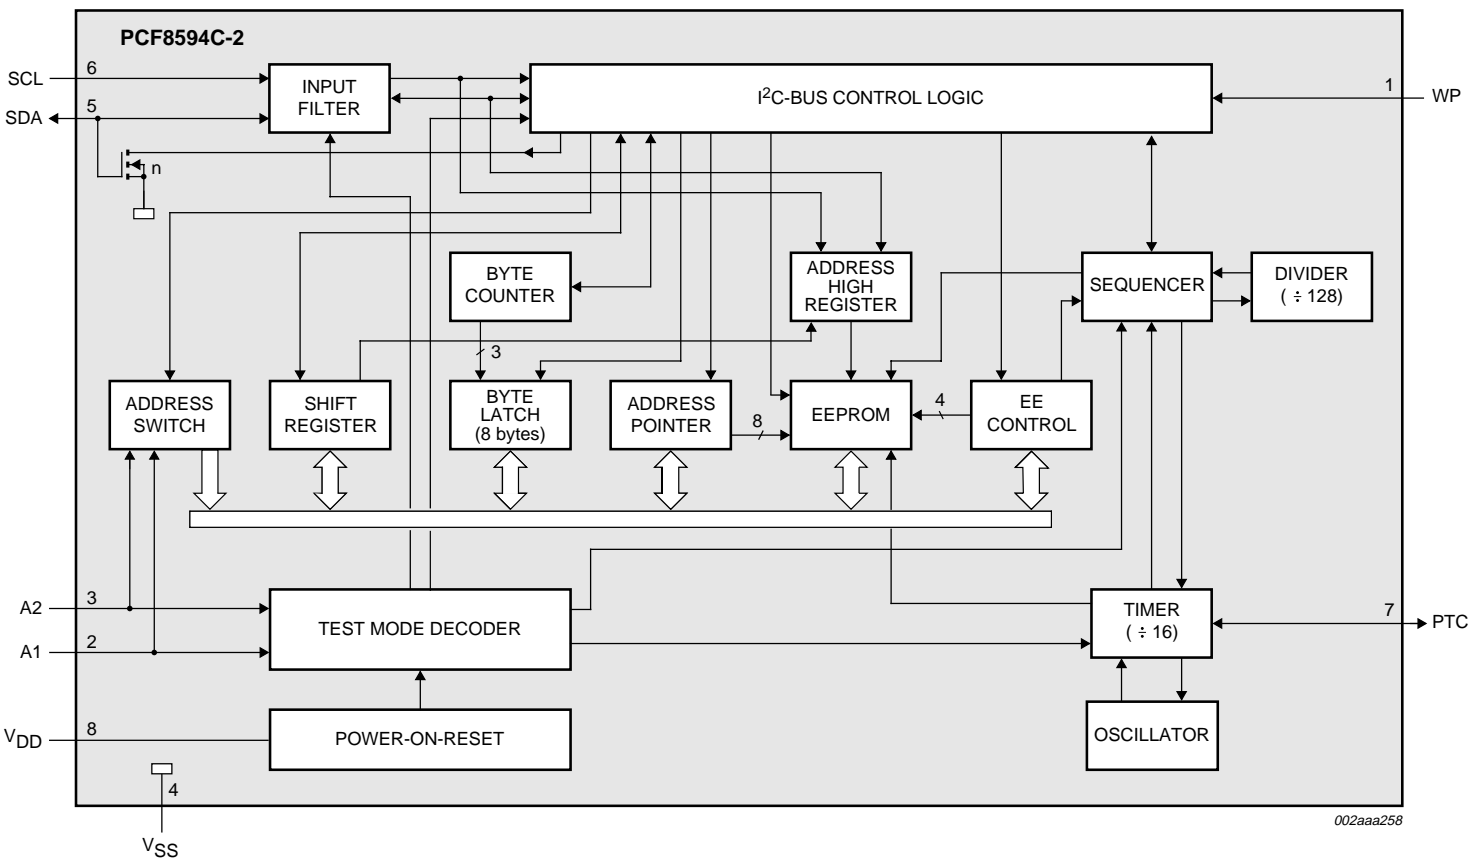 PCF8594C-2
SCL
6
INPUT
FILTER
I2C-BUS CONTROL LOGIC
1
WP
SDA
5
n
BYTE
COUNTER
ADDRESS
HIGH
REGISTER
SEQUENCER
DIVIDER
( ÷ 128)
3
ADDRESS
SWITCH
SHIFT
REGISTER
BYTE
LATCH
(8 bytes)
ADDRESS
POINTER
8
EEPROM
4
EE
CONTROL
A2
3
A1
2
TEST MODE DECODER
TIMER
( ÷ 16)
7
PTC
VDD
8
POWER-ON-RESET
OSCILLATOR
4
VSS
002aaa258